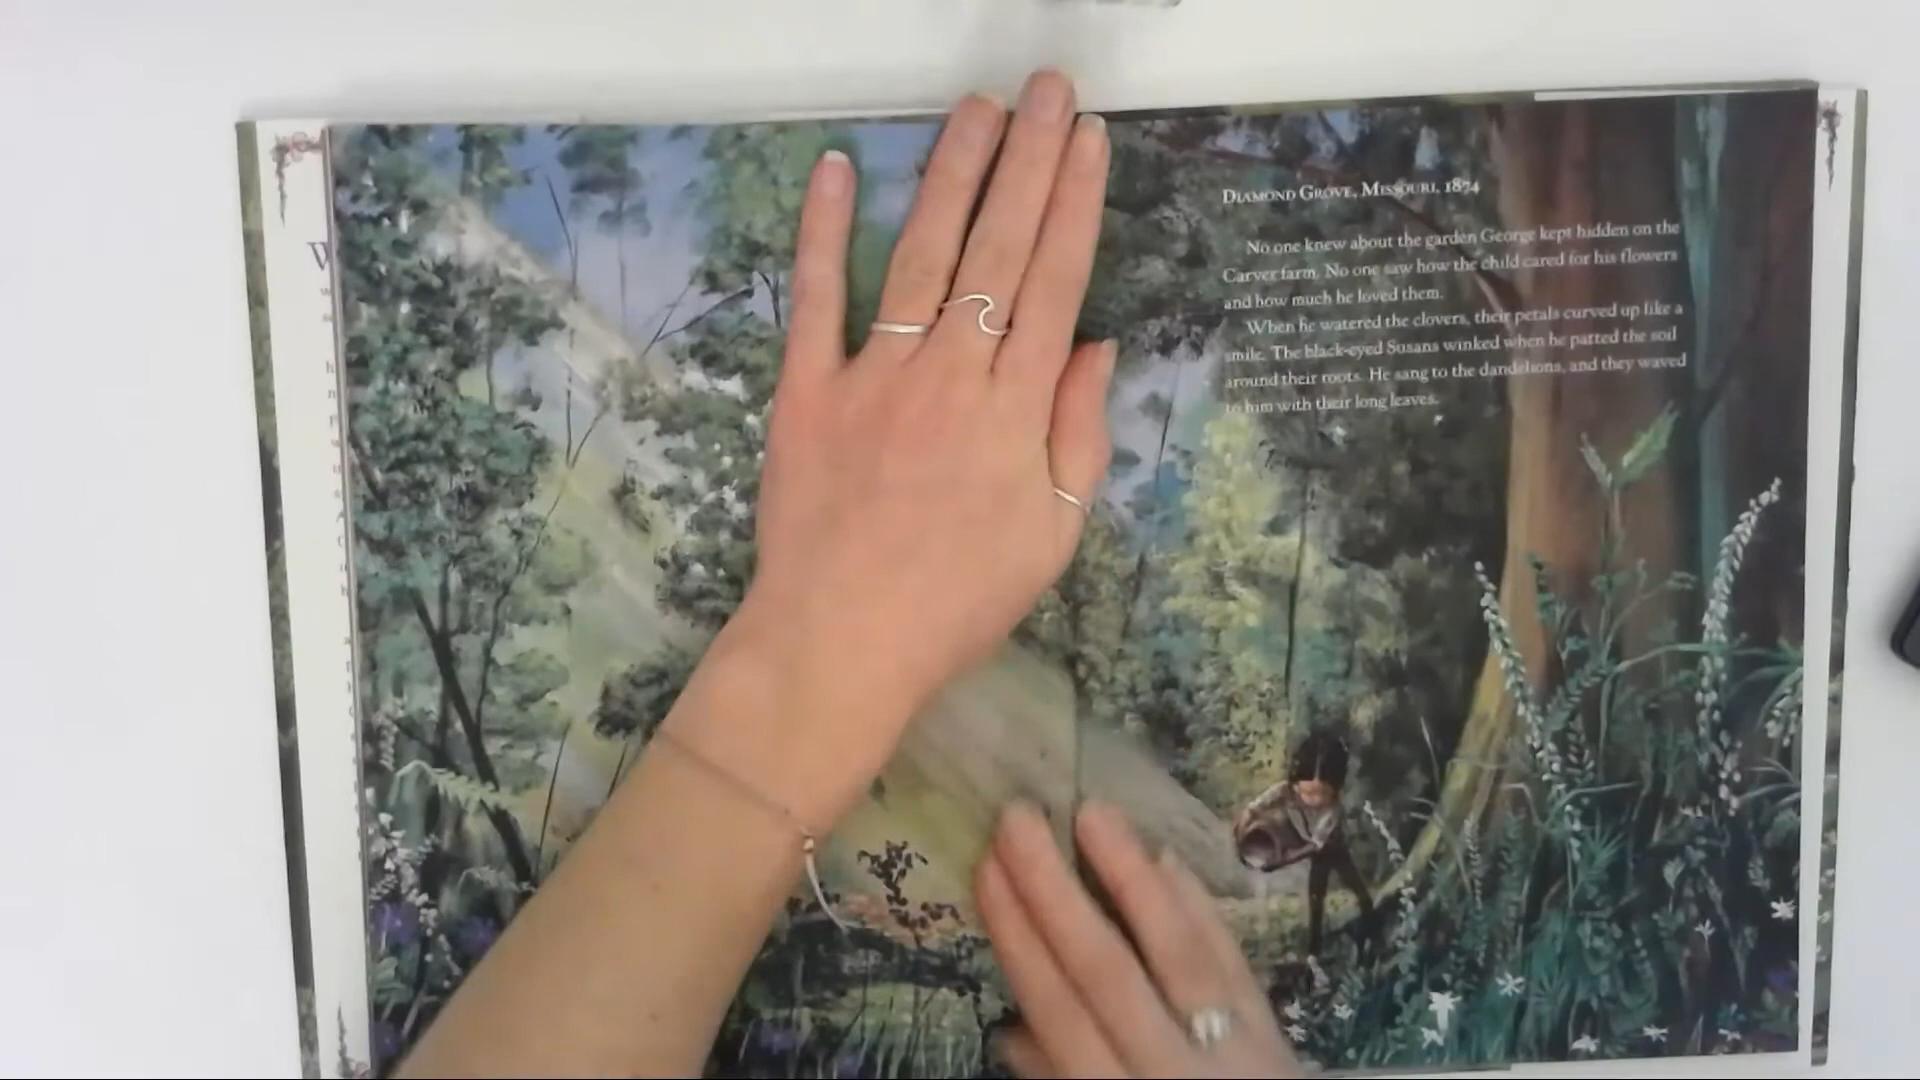 W
DIAMOND GROVE, MISSOURI, 1874
No one knew about the garden George kept hidden on the
Carver farm. No one saw how the child cared for his flowers
and how much he loved them.
When he watered the clovers, their petals curved up like a
smile. The black-eyed Susans winked when he patted the soil
around their roots. He sang to the dandelions, and they waved
to him with their long leaves.